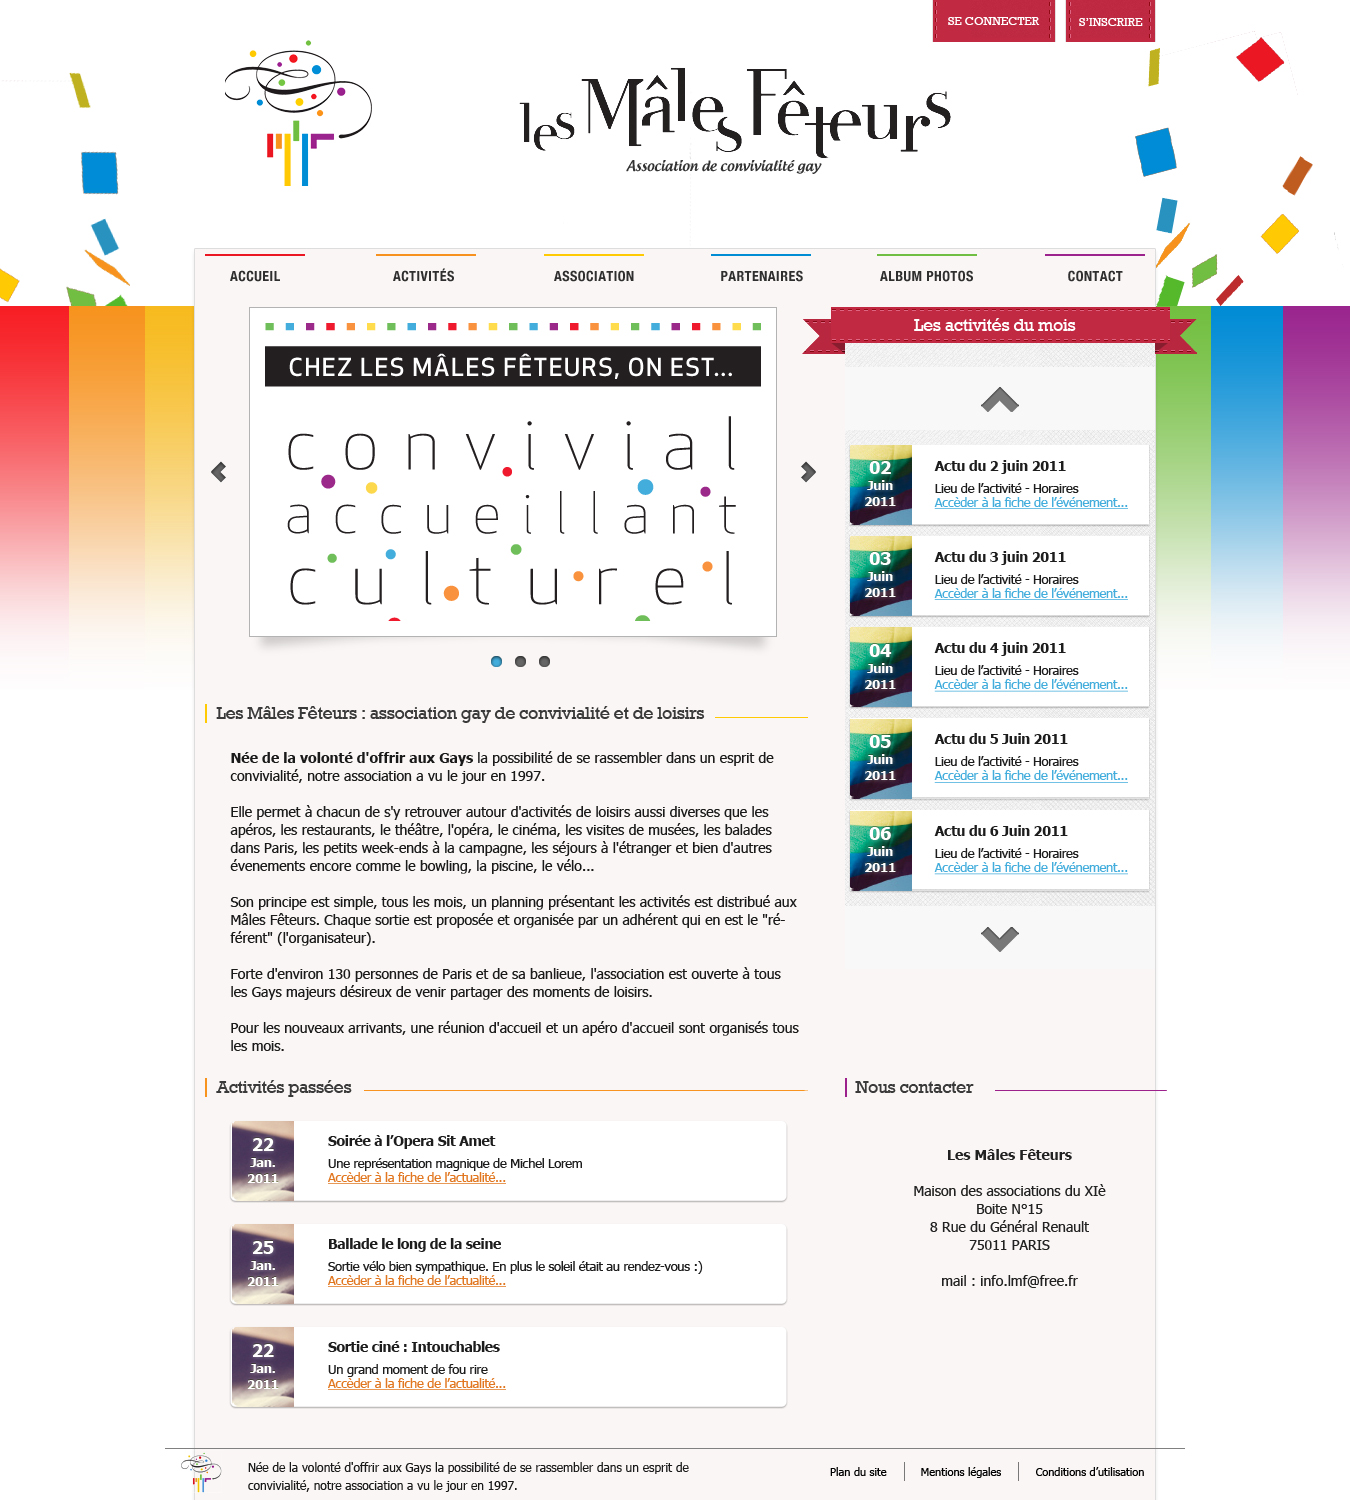 SE CONNECTER
S'INSCRIRE
les Mâles Fêteurs
Association de convivialité gay
ACCUEIL
ACTIVITÉS
ASSOCIATION
PARTENAIRES
ALBUM PHOTOS
CONTACT
CHEZ LES MÂLES FÊTEURS, ON EST...
convivial
accueillant
culturel
Les activités du mois
02
Juin
2011
Actu du 2 juin 2011
Lieu de l'activité - Horaires
Accèder à la fiche de l'événement...
03
Juin
2011
Actu du 3 juin 2011
Lieu de l'activité - Horaires
Accèder à la fiche de l'événement...
04
Juin
2011
Actu du 4 juin 2011
Lieu de l'activité - Horaires
Accèder à la fiche de l'événement...
05
Juin
2011
Actu du 5 Juin 2011
Lieu de l'activité - Horaires
Accèder à la fiche de l'événement...
06
Juin
2011
Actu du 6 Juin 2011
Lieu de l'activité - Horaires
Accèder à la fiche de l'événement...
Les Mâles Fêteurs : association gay de convivialité et de loisirs
Née de la volonté d'offrir aux Gays la possibilité de se rassembler dans un esprit de
convivialité, notre association a vu le jour en 1997.
Elle permet à chacun de s'y retrouver autour d'activités de loisirs aussi diverses que les
apéros, les restaurants, le théâtre, l'opéra, le cinéma, les visites de musées, les balades
dans Paris, les petits week-ends à la campagne, les séjours à l'étranger et bien d'autres
évenements encore comme le bowling, la piscine, le vélo...
Son principe est simple, tous les mois, un planning présentant les activités est distribué aux
Mâles Fêteurs. Chaque sortie est proposée et organisée par un adhérent qui en est le "ré-
férent" (l'organisateur).
Forte d'environ 130 personnes de Paris et de sa banlieue, l'association est ouverte à tous
les Gays majeurs désireux de venir partager des moments de loisirs.
Pour les nouveaux arrivants, une réunion d'accueil et un apéro d'accueil sont organisés tous
les mois.
Activités passées
22
Jan.
2011
Soirée à l'Opera Sit Amet
Une représentation magnique de Michel Lorem
Accèder à la fiche de l'actualité...
25
Jan.
2011
Ballade le long de la seine
Sortie vélo bien sympathique. En plus le soleil était au rendez-vous :)
Accèder à la fiche de l'actualité...
22
Jan.
2011
Sortie ciné : Intouchables
Un grand moment de fou rire
Accèder à la fiche de l'actualité...
Nous contacter
Les Mâles Fêteurs
Maison des associations du XIè
Boite N°15
8 Rue du Général Renault
75011 PARIS
mail : info.lmf@free.fr
Née de la volonté d'offrir aux Gays la possibilité de se rassembler dans un esprit de
convivialité, notre association a vu le jour en 1997.
Plan du site
Mentions légales
Conditions d'utilisation